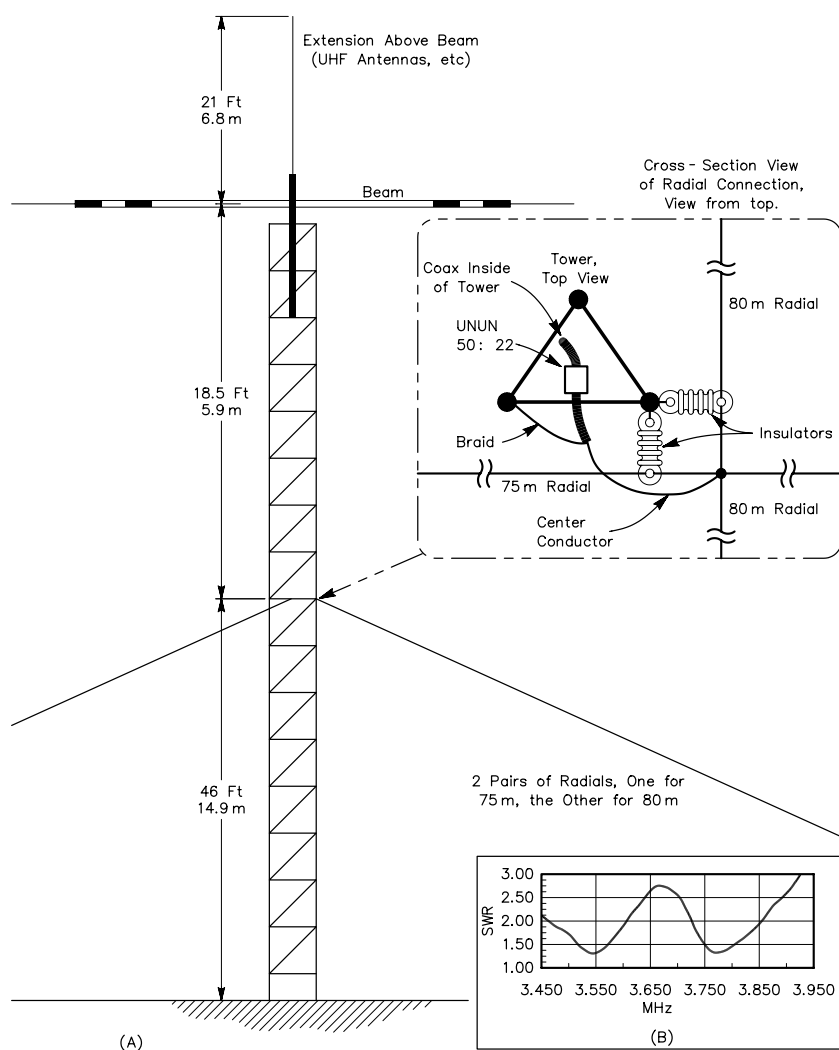 Extension Above Beam
(UHF Antennas, etc)
21 Ft
6.8 m
Beam
Cross-Section View
of Radial Connection,
View from top.
Coax Inside
of Tower
Tower,
Top View
80 m Radial
UNUN
50: 22
18.5 Ft
5.9 m
Braid
Insulators
75 m Radial
80 m Radial
Center
Conductor
46 Ft
14.9 m
2 Pairs of Radials, One for
75 m, the Other for 80 m
3.00
2.50
2.00
1.50
1.00
SWR
3.450 3.550 3.650 3.750 3.850 3.950
MHz
(A)
(B)